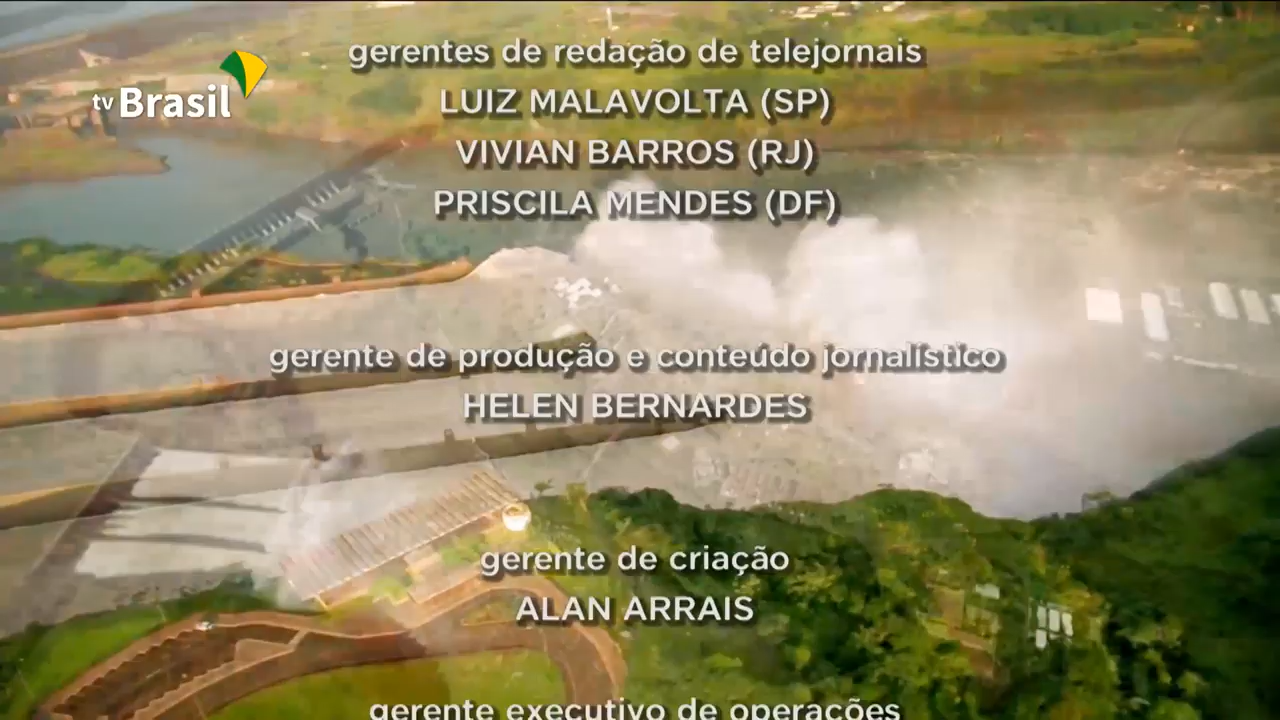 tv Brasil
gerentes de redação de telejornais
LUIZ MALAVOLTA (SP)
VIVIAN BARROS (RJ)
PRISCILA MENDES (DF)
gerente de produção e conteúdo jornalístico
HELEN BERNARDES
gerente de criação
ALAN ARRAIS
gerente executivo de operações